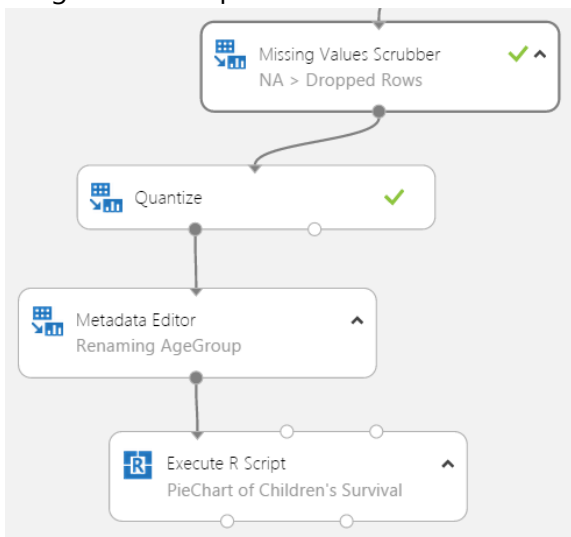 Missing Values Scrubber
NA > Dropped Rows
Quantize
Metadata Editor
Renaming AgeGroup
R
Execute R Script
PieChart of Children's Survival